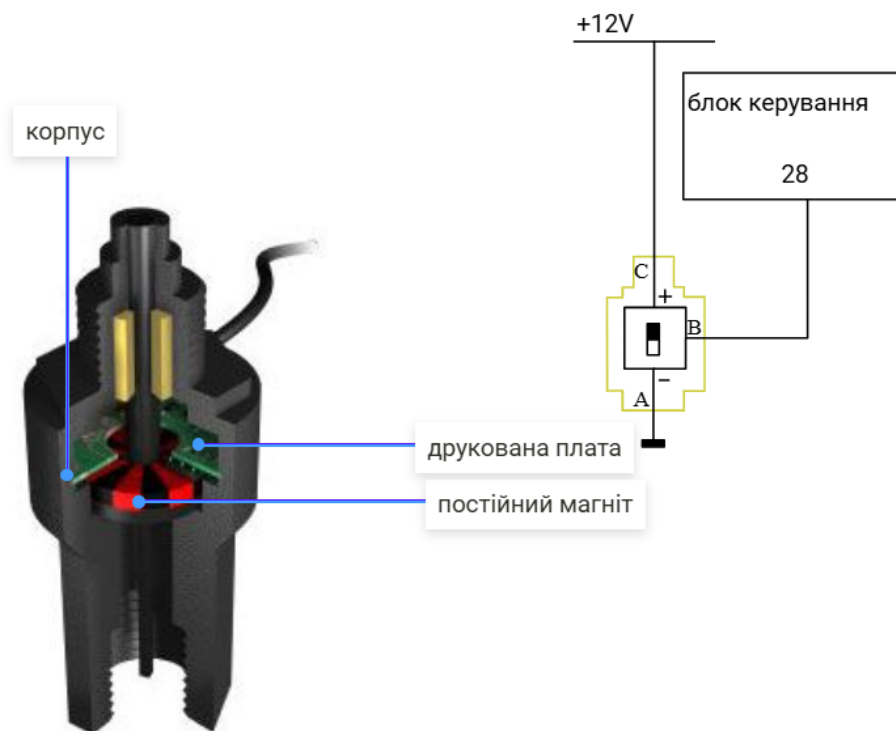 +12V
блок керування
28
корпус
C
+
B
−
A
друкована плата
постійний магніт